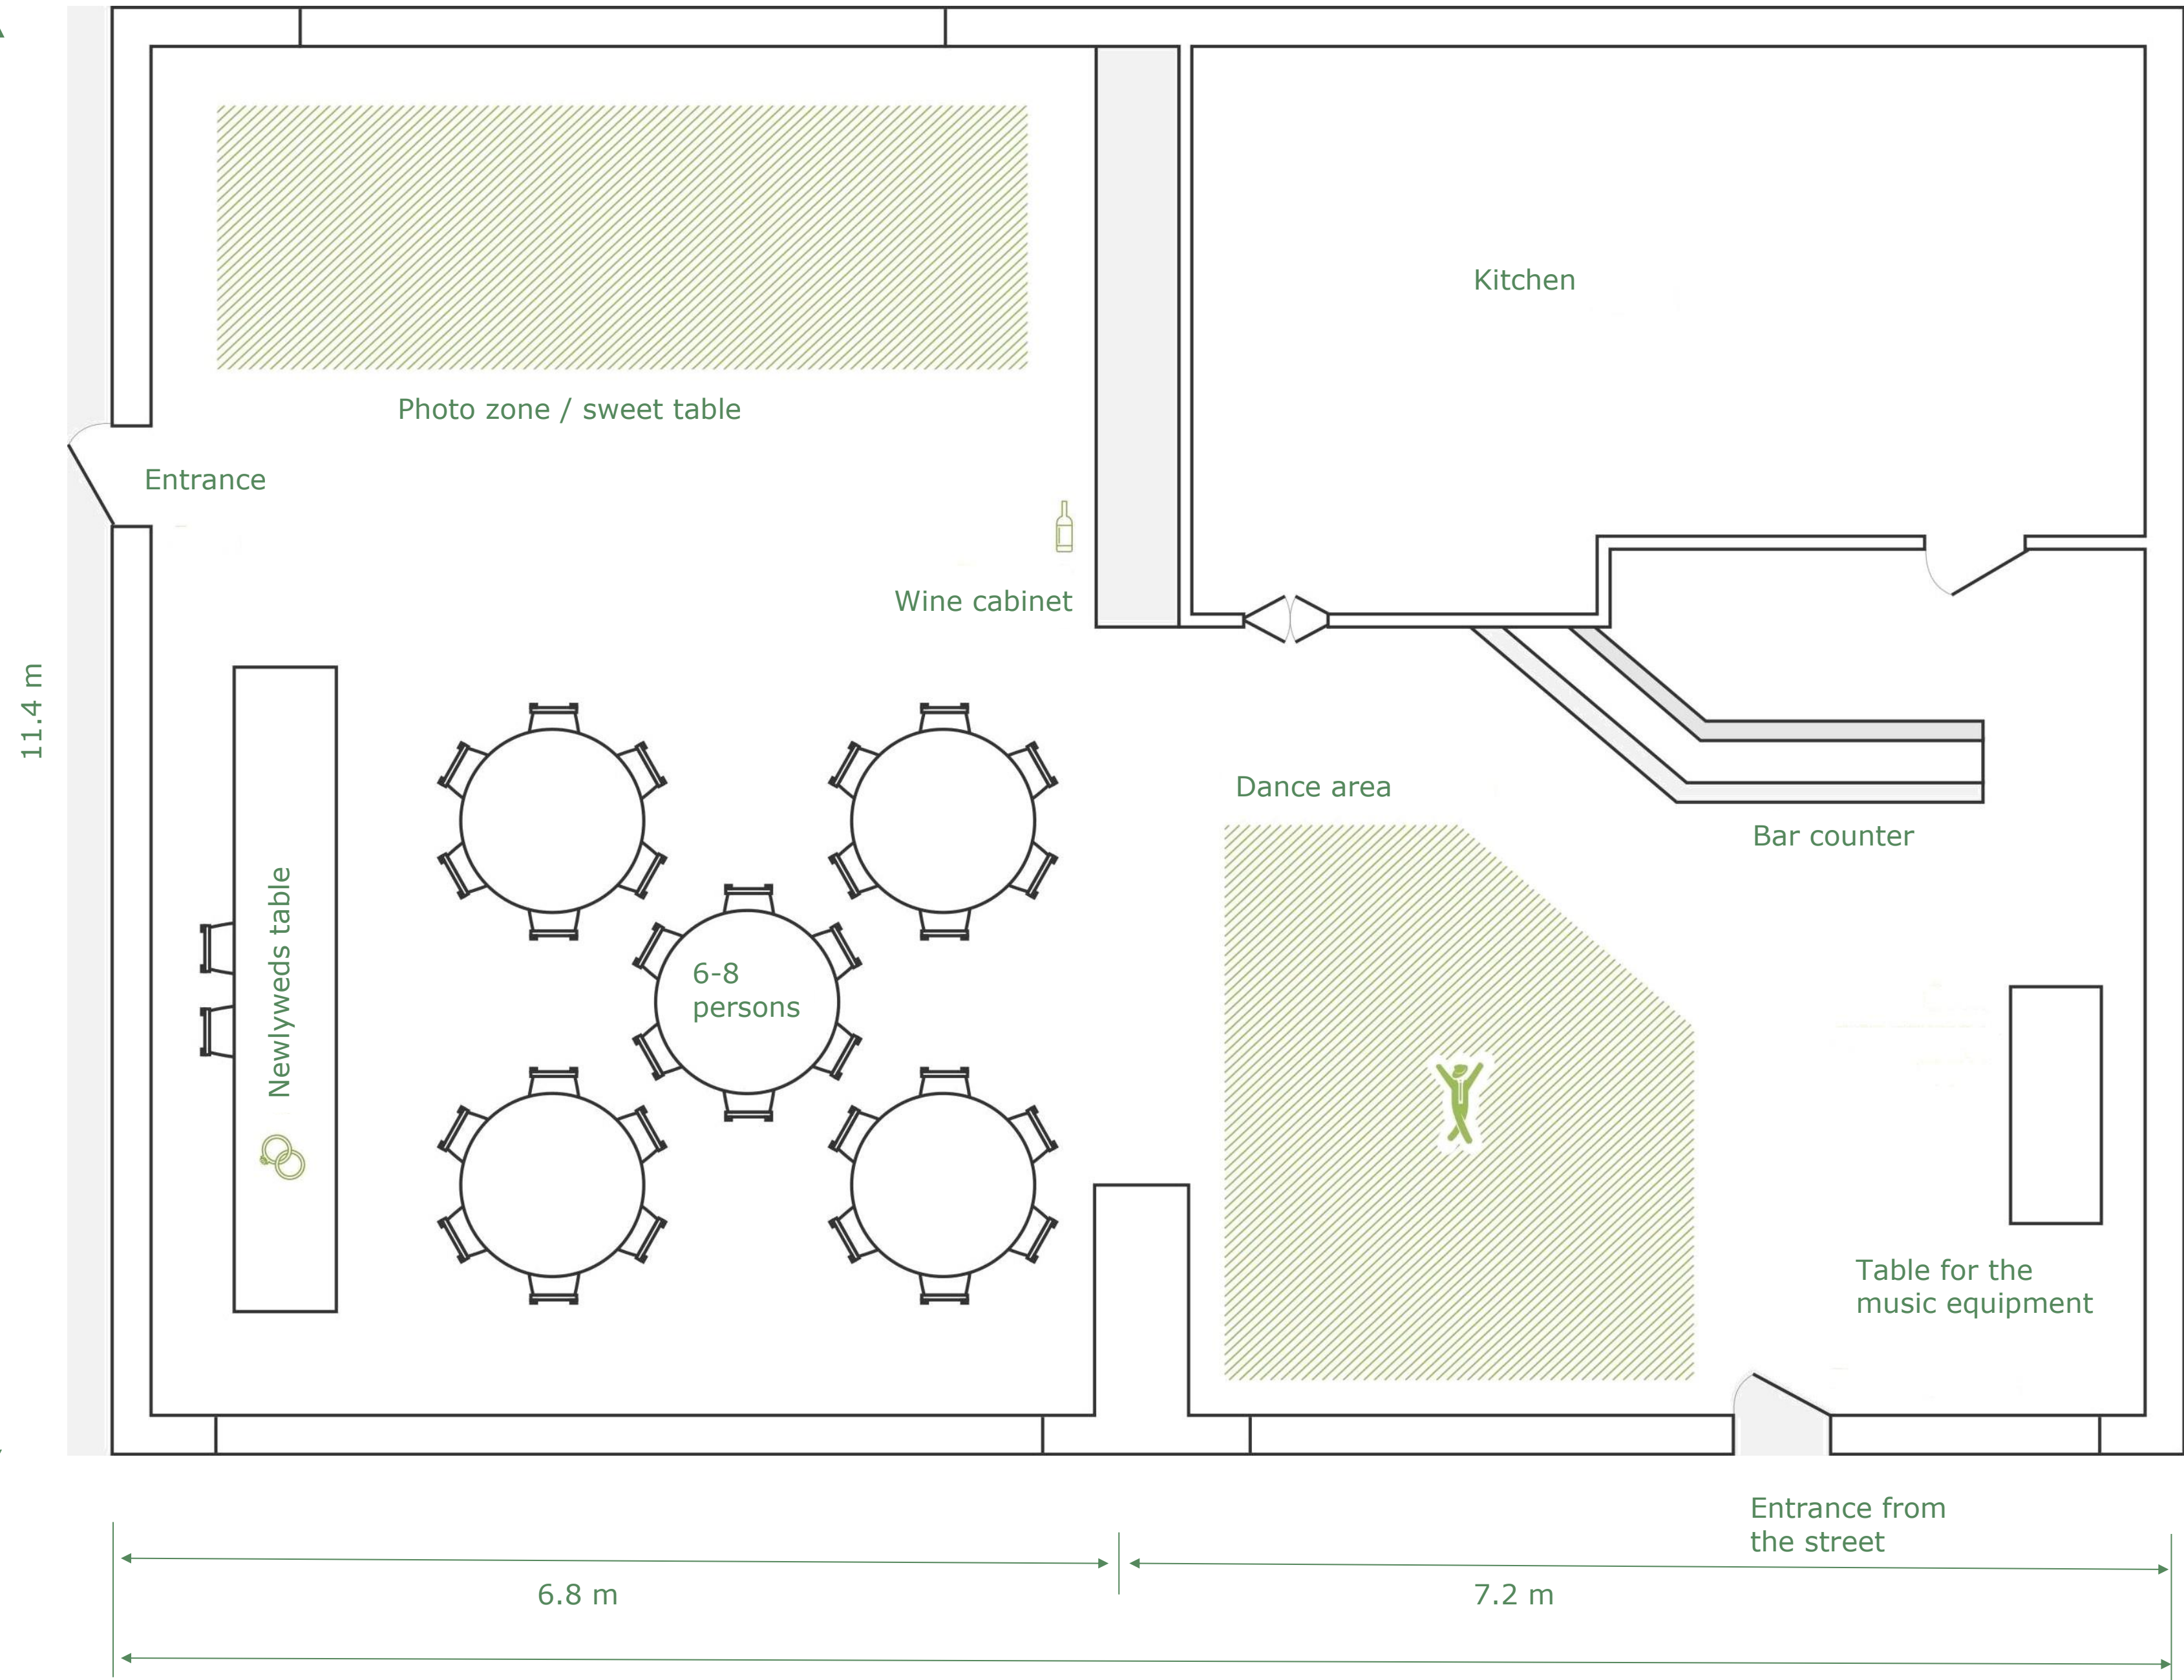 Kitchen
Photo zone / sweet table
Entrance
Wine cabinet
11.4 m
Dance area
Bar counter
Newlyweds table
6-8
persons
Table for the
music equipment
Entrance from
the street
6.8 m
7.2 m